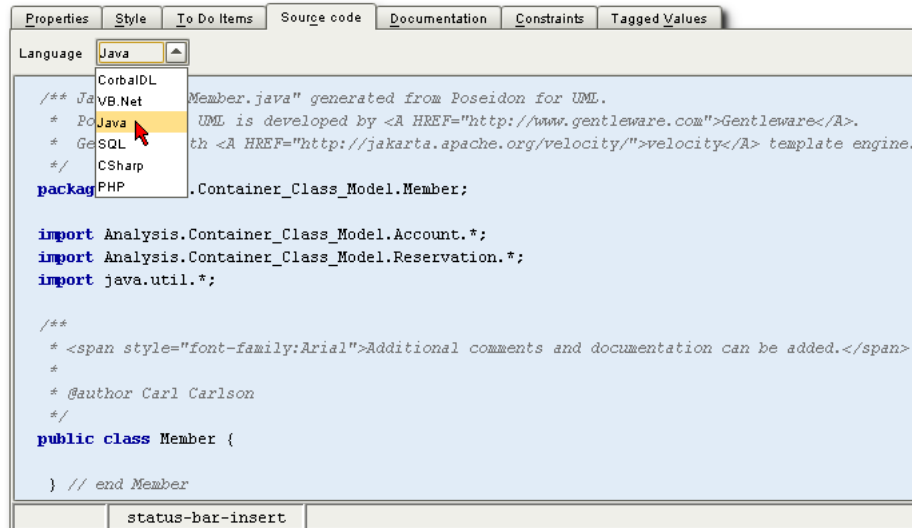 Properties Style To Do Items Source code Documentation Constraints Tagged Values
Language Java
CorbaIDL
VB.Net
Java
SQL
CSharp
PHP
/** Ja Member.java" generated from Poseidon for UML.
* Po UML is developed by <A HREF="http://www.gentleware.com">Gentleware</A>.
* Ge th <A HREF="http://jakarta.apache.org/velocity/">velocity</A> template engine.
*/
packag .Container_Class_Model.Member;
import Analysis.Container_Class_Model.Account.*;
import Analysis.Container_Class_Model.Reservation.*;
import java.util.*;
/**
* <span style="font-family:Arial">Additional comments and documentation can be added.</span>
*
* @author Carl Carlson
*/
public class Member {
} // end Member
status-bar-insert